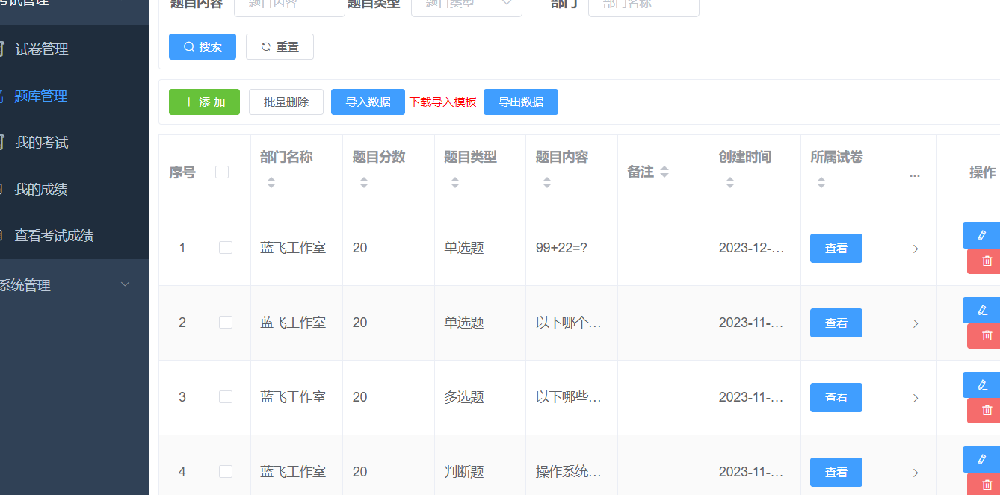 考试管理
试卷管理
题库管理
我的考试
我的成绩
查看考试成绩
系统管理
题目内容 题目内容 题目类型 题目类型 部门 部门名称
搜索 重置
添 加 批量删除 导入数据 下载导入模板 导出数据
序号 部门名称 题目分数 题目类型 题目内容 备注 创建时间 所属试卷 ... 操作
1 蓝飞工作室 20 单选题 99+22=? 2023-12-... 查看
2 蓝飞工作室 20 单选题 以下哪个... 2023-11-... 查看
3 蓝飞工作室 20 多选题 以下哪些... 2023-11-... 查看
4 蓝飞工作室 20 判断题 操作系统... 2023-11-... 查看